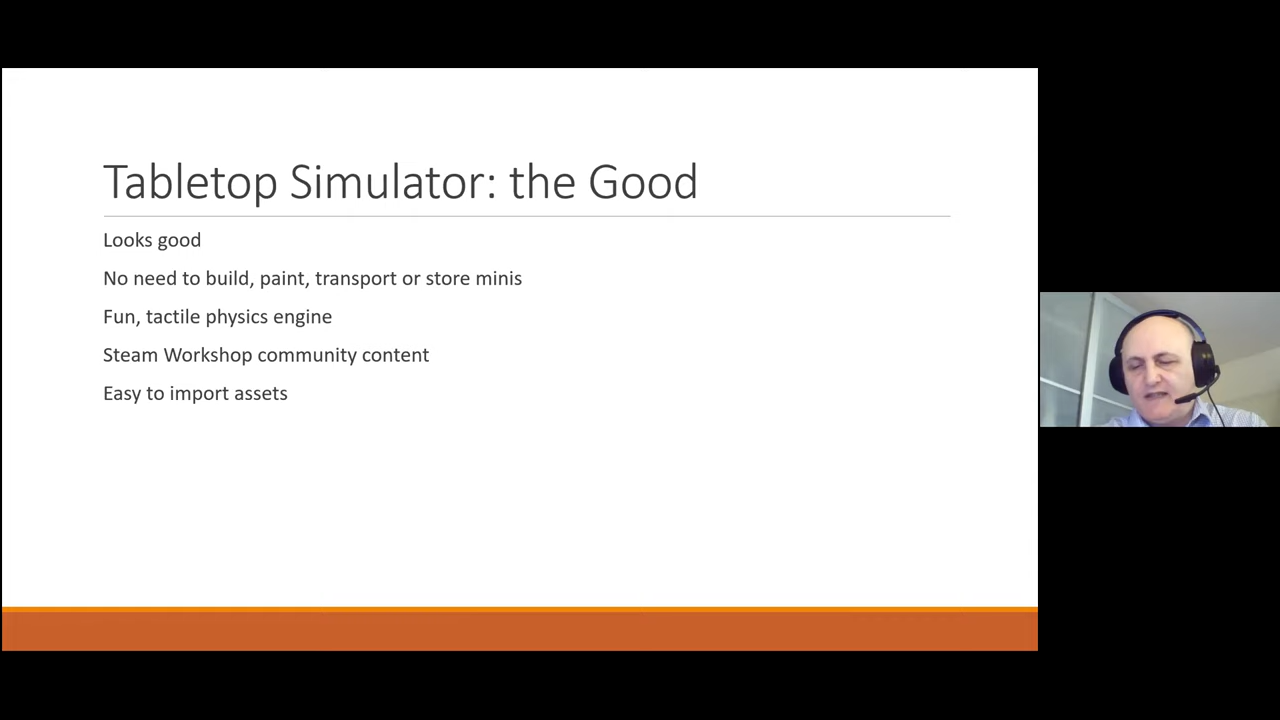 Tabletop Simulator: the Good
Looks good
No need to build, paint, transport or store minis
Fun, tactile physics engine
Steam Workshop community content
Easy to import assets